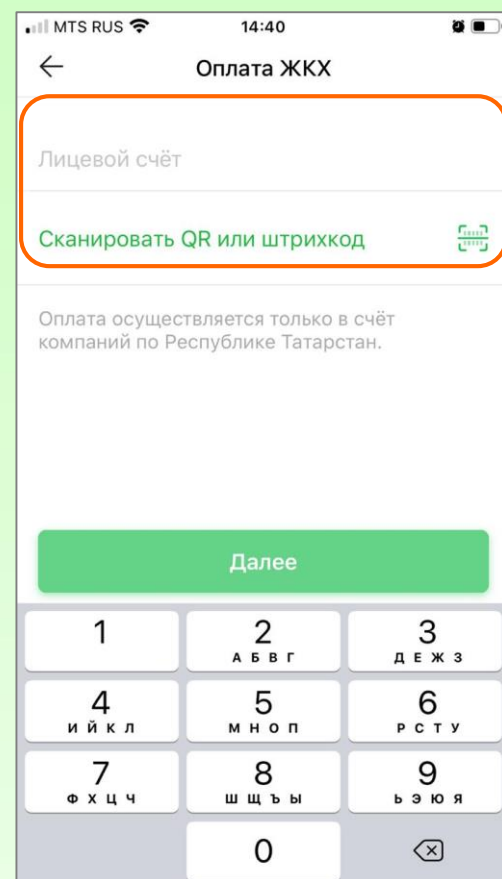 MTS RUS 14:40
Оплата ЖКХ
Лицевой счёт
Сканировать QR или штрихкод
Оплата осуществляется только в счёт
компаний по Республике Татарстан.
Далее
1 2 3
А Б В Г Д Е Ж З
4 5 6
И Й К Л М Н О П Р С Т У
7 8 9
Ф Х Ц Ч Ш Щ Ъ Ы Ь Э Ю Я
0